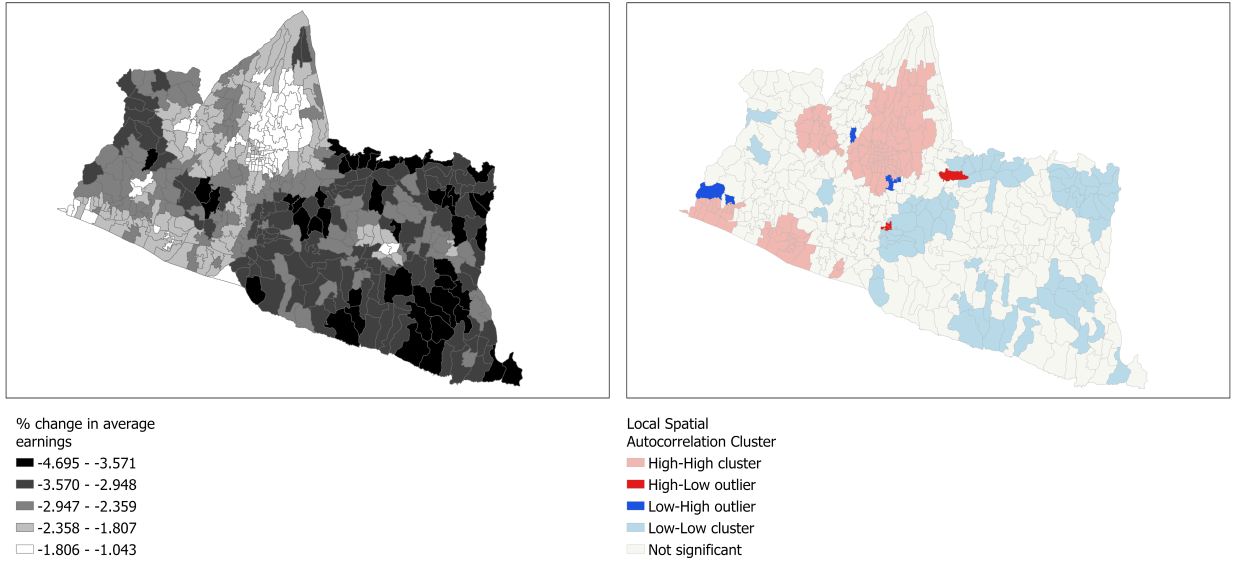 % change in average
earnings
-4.695 - -3.571
-3.570 - -2.948
-2.947 - -2.359
-2.358 - -1.807
-1.806 - -1.043
Local Spatial
Autocorrelation Cluster
High-High cluster
High-Low outlier
Low-High outlier
Low-Low cluster
Not significant